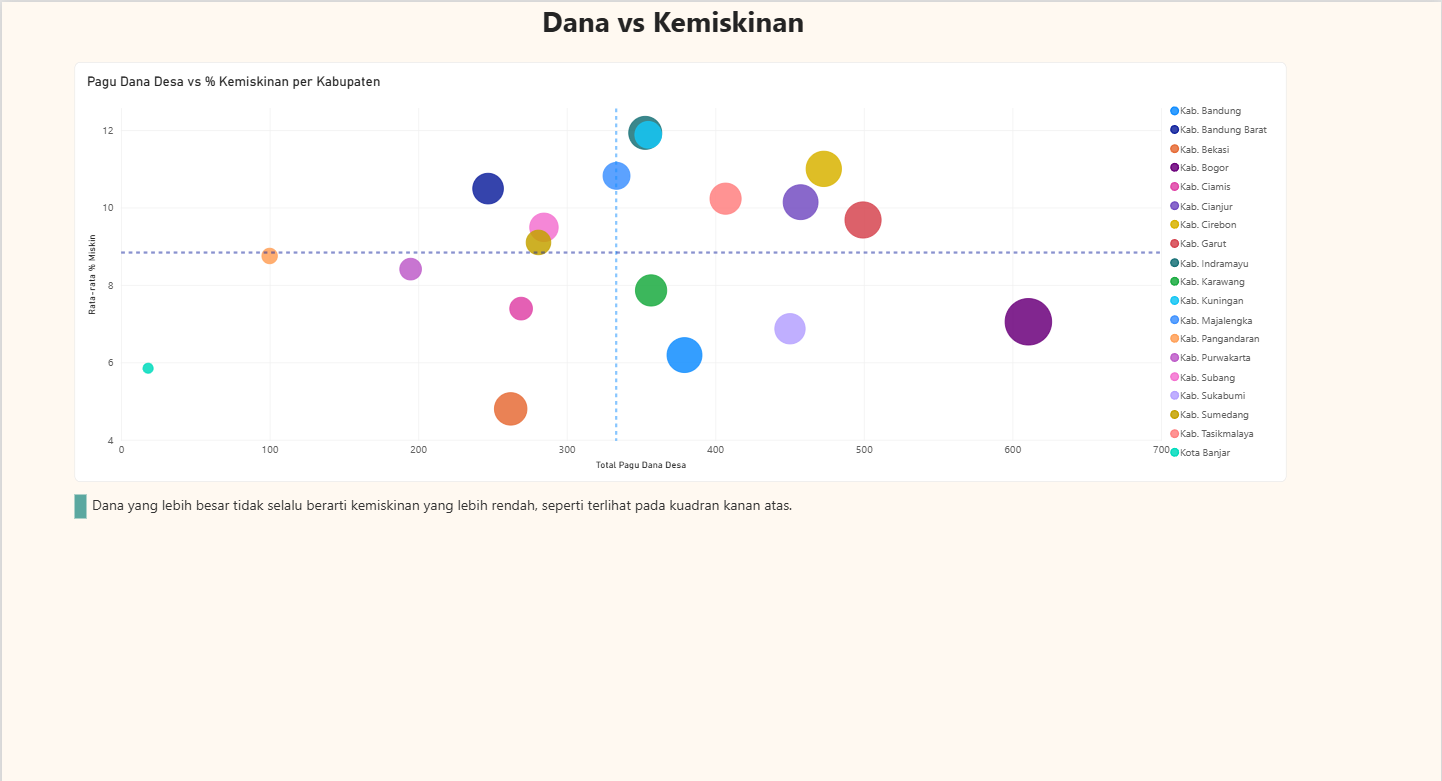 Dana vs Kemiskinan
Pagu Dana Desa vs % Kemiskinan per Kabupaten
Rata-rata % Miskin
12
10
8
6
4
0 100 200 300 400 500 600 700
Total Pagu Dana Desa
Kab. Bandung
Kab. Bandung Barat
Kab. Bekasi
Kab. Bogor
Kab. Ciamis
Kab. Cianjur
Kab. Cirebon
Kab. Garut
Kab. Indramayu
Kab. Karawang
Kab. Kuningan
Kab. Majalengka
Kab. Pangandaran
Kab. Purwakarta
Kab. Subang
Kab. Sukabumi
Kab. Sumedang
Kab. Tasikmalaya
Kota Banjar
Dana yang lebih besar tidak selalu berarti kemiskinan yang lebih rendah, seperti terlihat pada kuadran kanan atas.